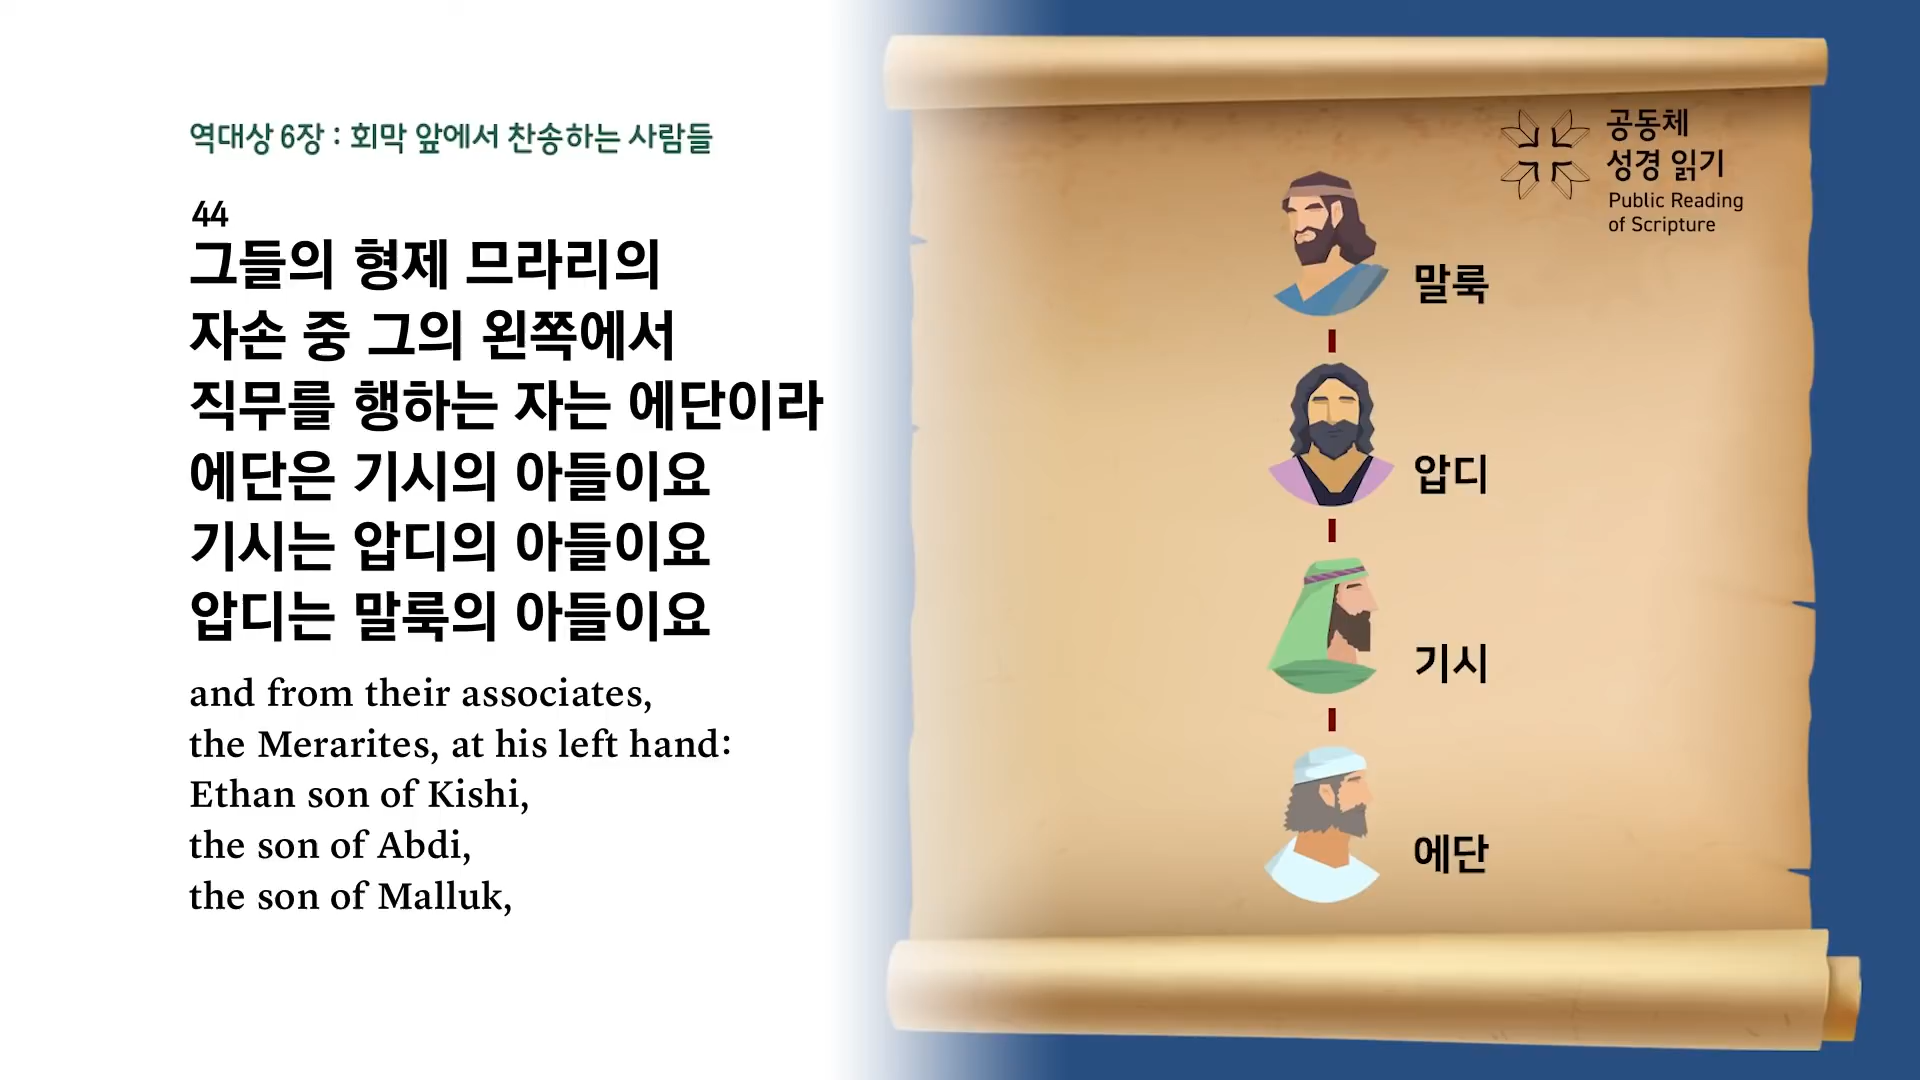 역대상 6장 : 회막 앞에서 찬송하는 사람들
44
그들의 형제 므라리의
자손 중 그의 왼쪽에서
직무를 행하는 자는 에단이라
에단은 기시의 아들이요
기시는 압디의 아들이요
압디는 말룩의 아들이요
and from their associates,
the Merarites, at his left hand:
Ethan son of Kishi,
the son of Abdi,
the son of Malluk,
공동체
성경 읽기
Public Reading
of Scripture
말룩
압디
기시
에단